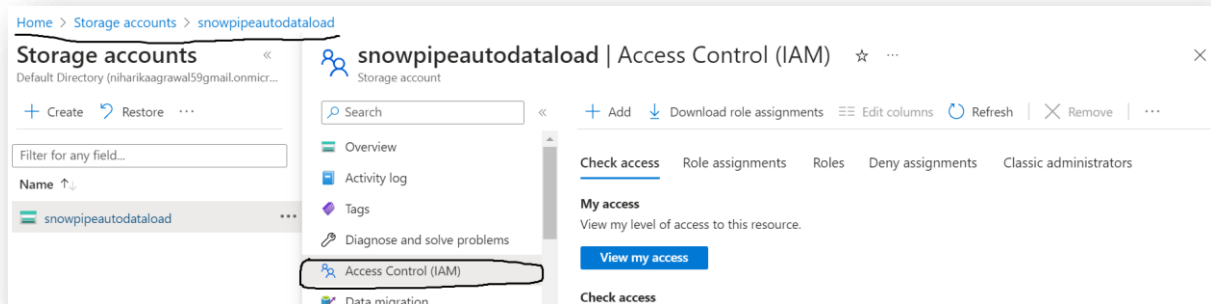 Home > Storage accounts > snowpipeautodataload
Storage accounts «
Default Directory (niharikaagrawal59gmail.onmicr...
+ Create Restore ...
Filter for any field...
Name ↑↓
snowpipeautodataload ...
snowpipeautodataload | Access Control (IAM) ☆ ...
Storage account
Search «
Overview
Activity log
Tags
Diagnose and solve problems
Access Control (IAM)
Data migration
+ Add Download role assignments Edit columns Refresh | Remove | ...
Check access Role assignments Roles Deny assignments Classic administrators
My access
View my level of access to this resource.
View my access
Check access